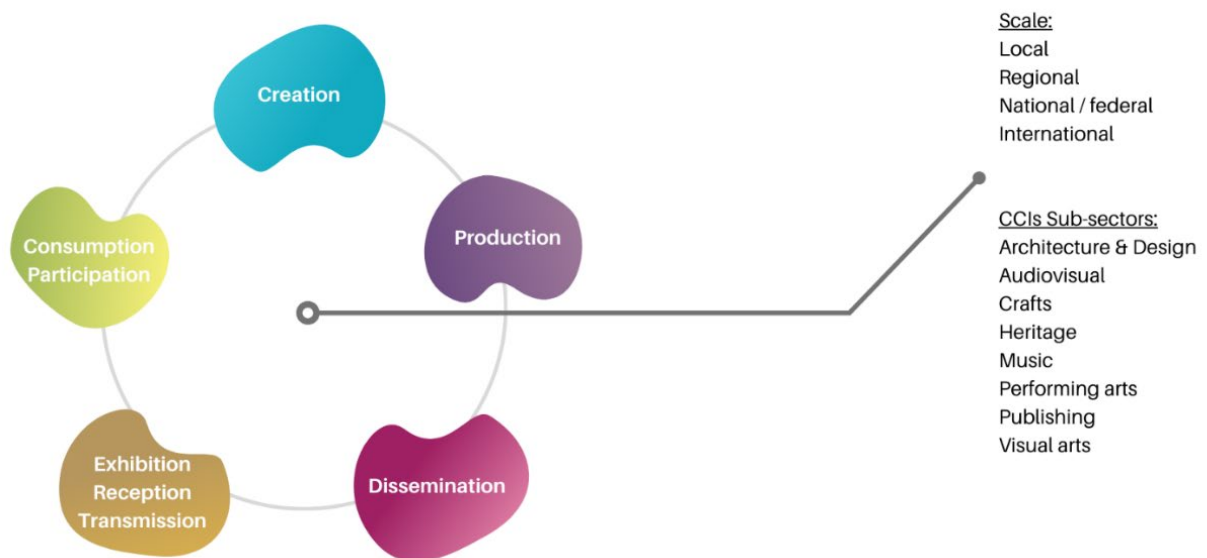 Creation
Production
Dissemination
Exhibition
Reception
Transmission
Consumption
Participation
Scale:
Local
Regional
National / federal
International
CCIs Sub-sectors:
Architecture & Design
Audiovisual
Crafts
Heritage
Music
Performing arts
Publishing
Visual arts